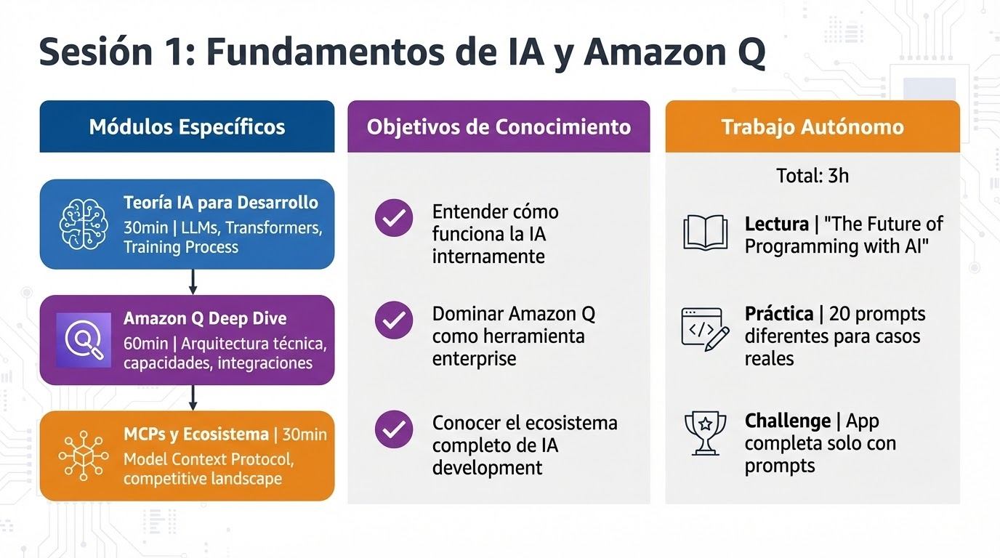 Sesión 1: Fundamentos de IA y Amazon Q
Módulos Específicos
Teoría IA para Desarrollo
30min | LLMs, Transformers,
Training Process
Amazon Q Deep Dive
60min | Arquitectura técnica,
capacidades, integraciones
MCPs y Ecosistema | 30min
Model Context Protocol,
competitive landscape
Objetivos de Conocimiento
Entender cómo
funciona la IA
internamente
Dominar Amazon Q
como herramienta
enterprise
Conocer el ecosistema
completo de IA
development
Trabajo Autónomo
Total: 3h
Lectura | "The Future of
Programming with AI"
Práctica | 20 prompts
diferentes para casos
reales
Challenge | App
completa solo con
prompts